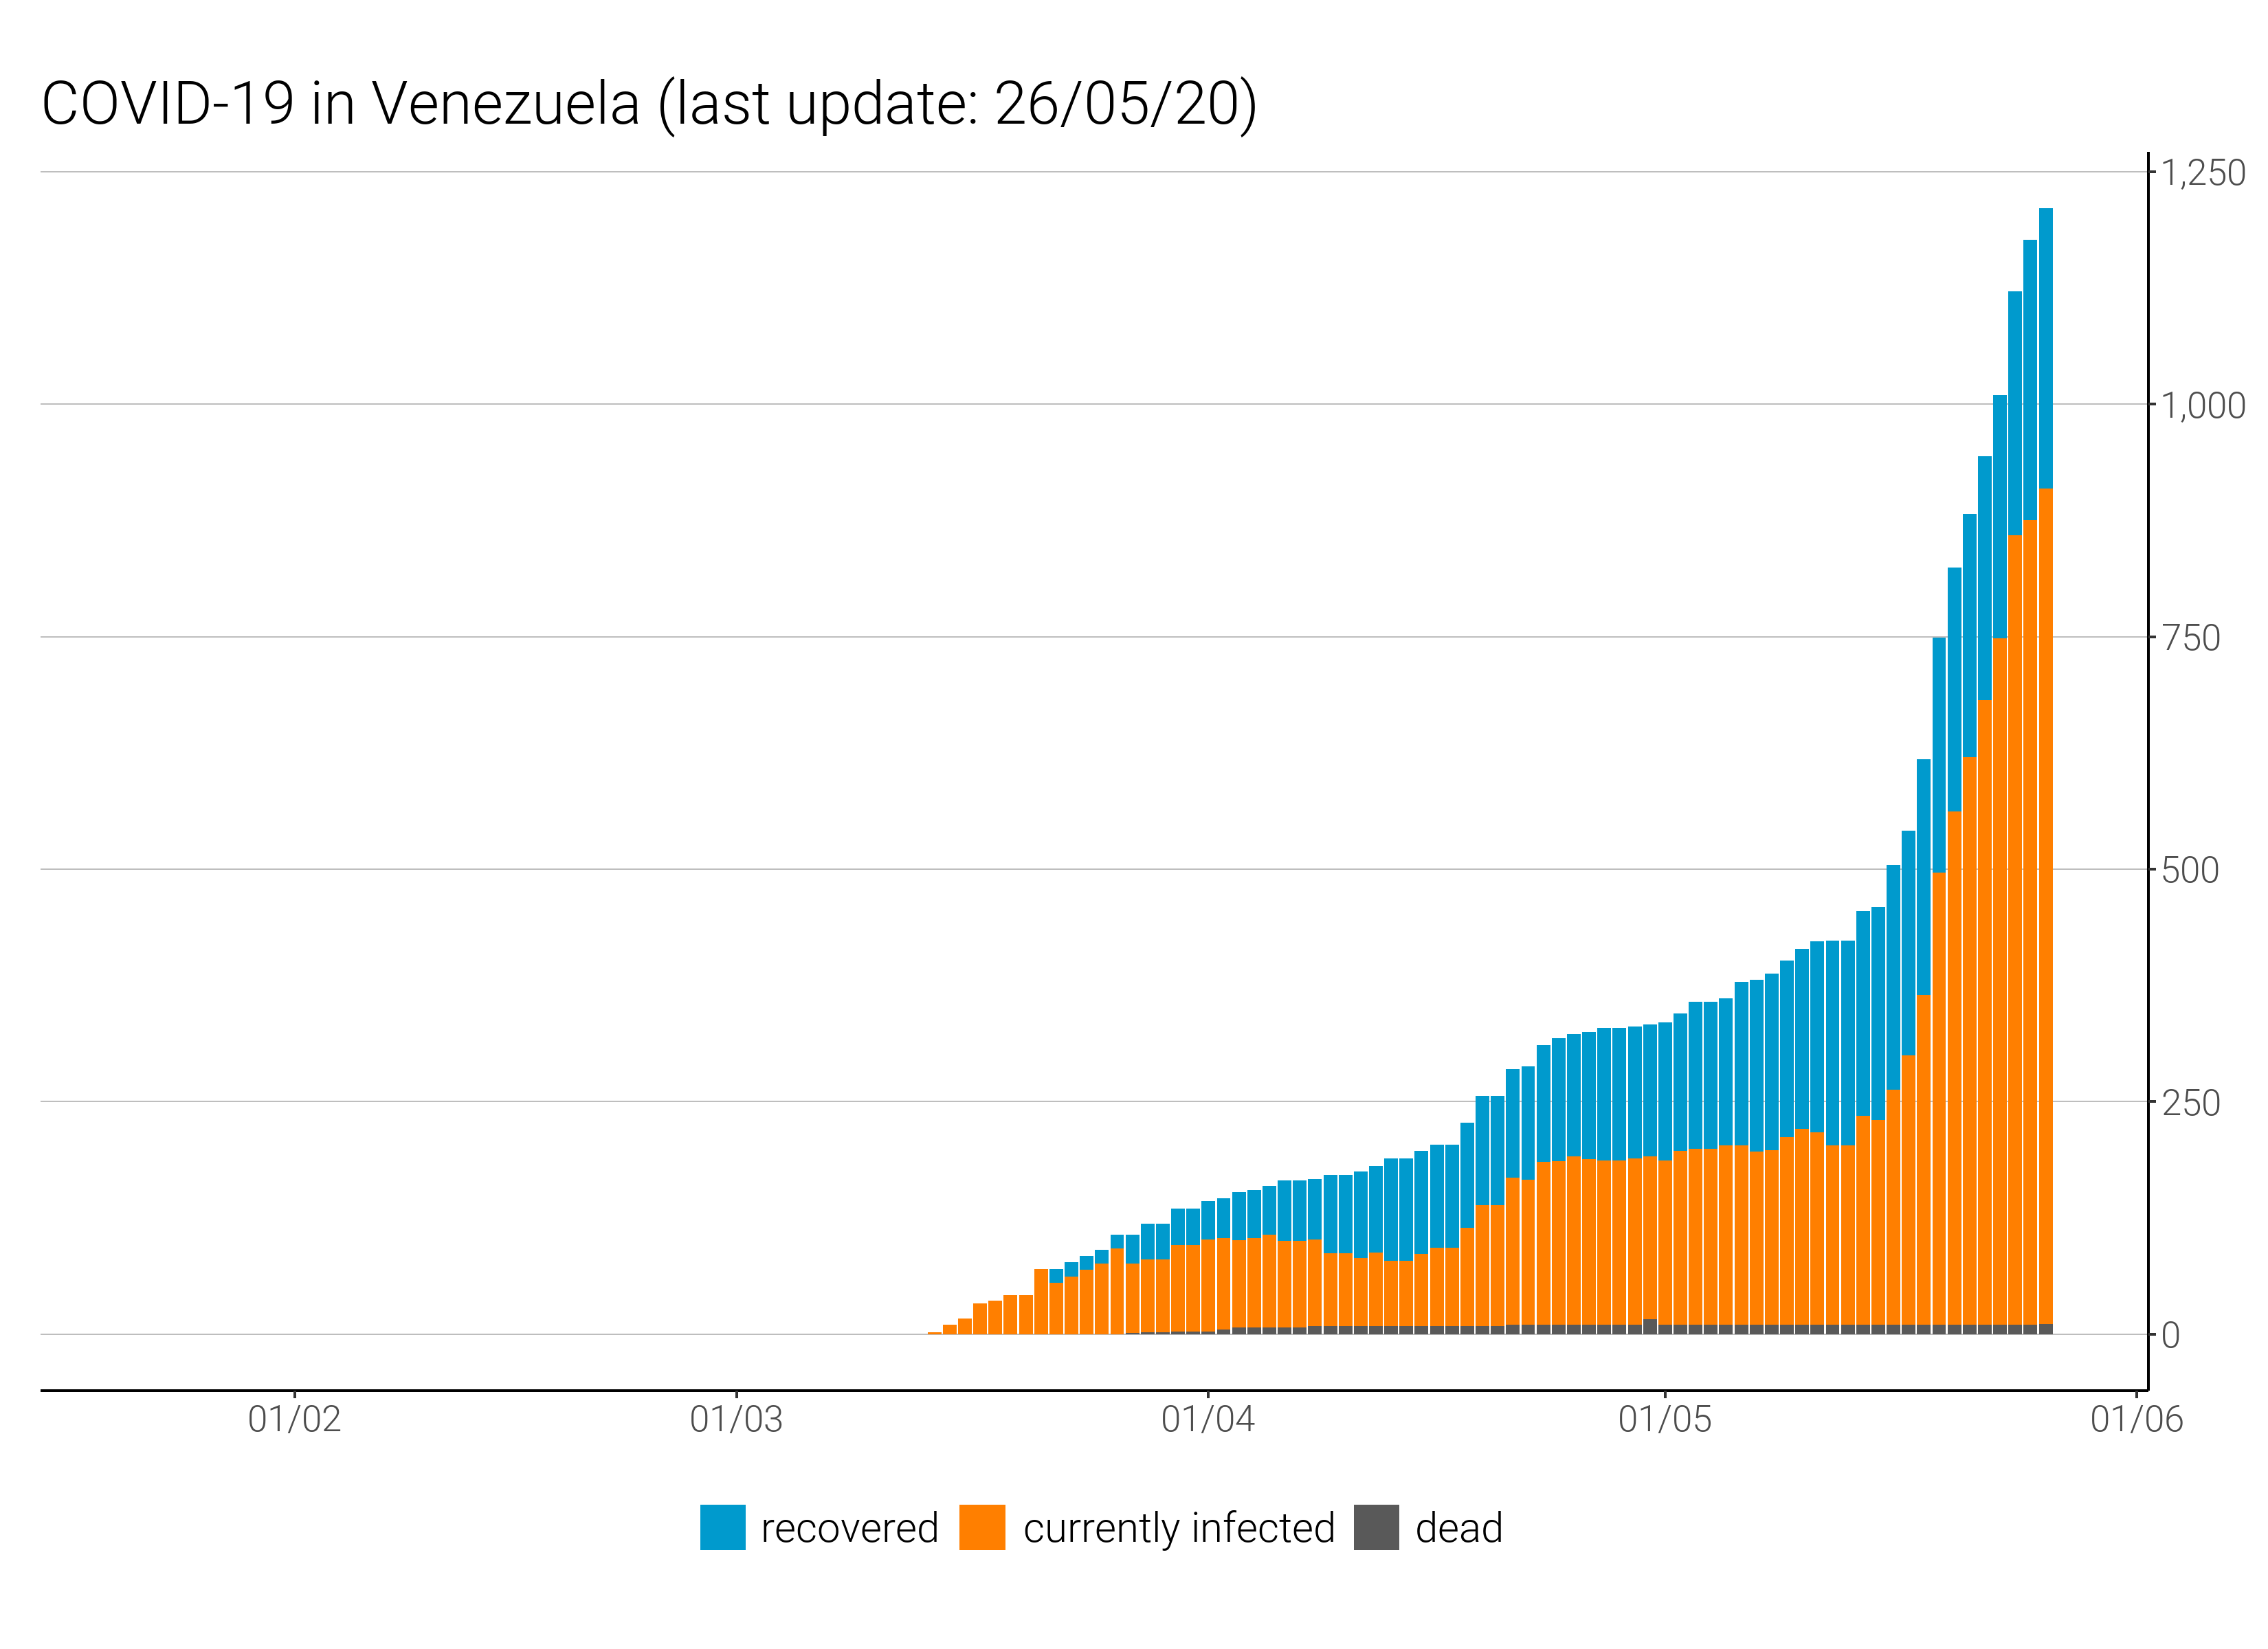 COVID-19 in Venezuela (last update: 26/05/20)
1,250
1,000
750
500
250
0
01/02 01/03 01/04 01/05 01/06
recovered currently infected dead